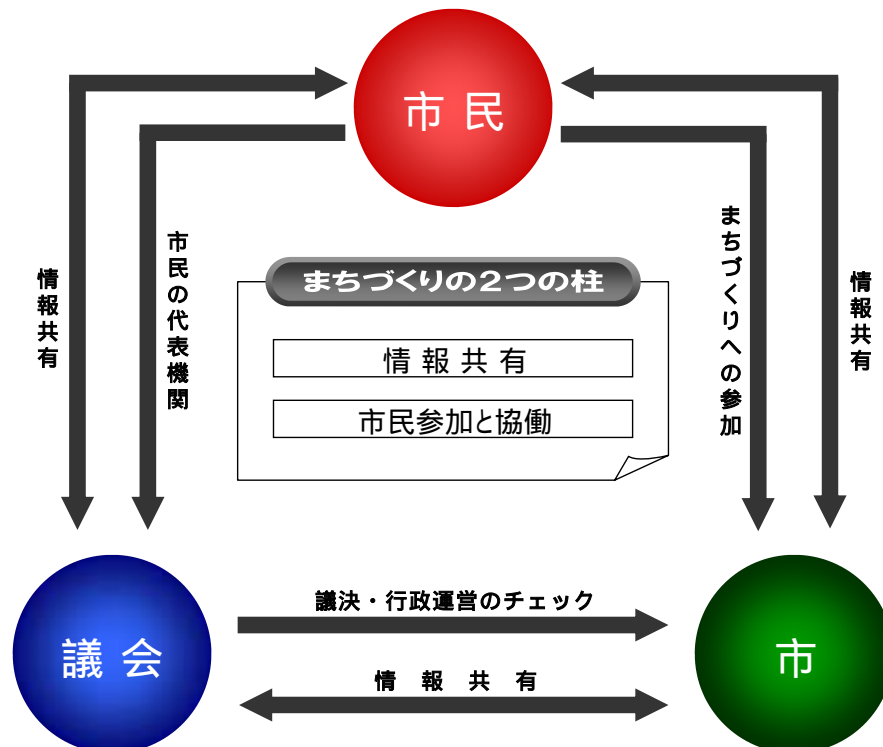 市民
情報共有
市民の代表機関
まちづくりの2つの柱
情報共有
市民参加と協働
まちづくりへの参加
情報共有
議会
議決・行政運営のチェック
情報共有
市